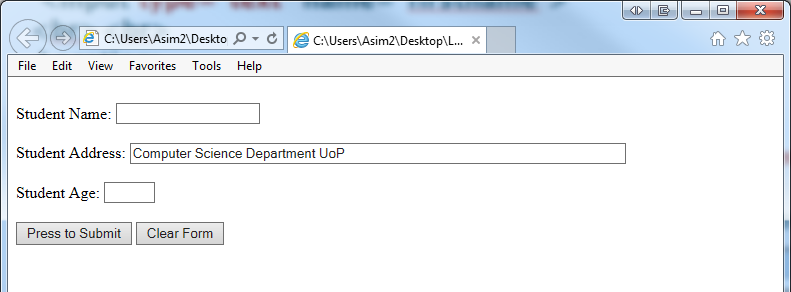 C:\Users\Asim2\Deskto
C:\Users\Asim2\Desktop\L...
File Edit View Favorites Tools Help
Student Name:
Student Address: Computer Science Department UoP
Student Age:
Press to Submit Clear Form